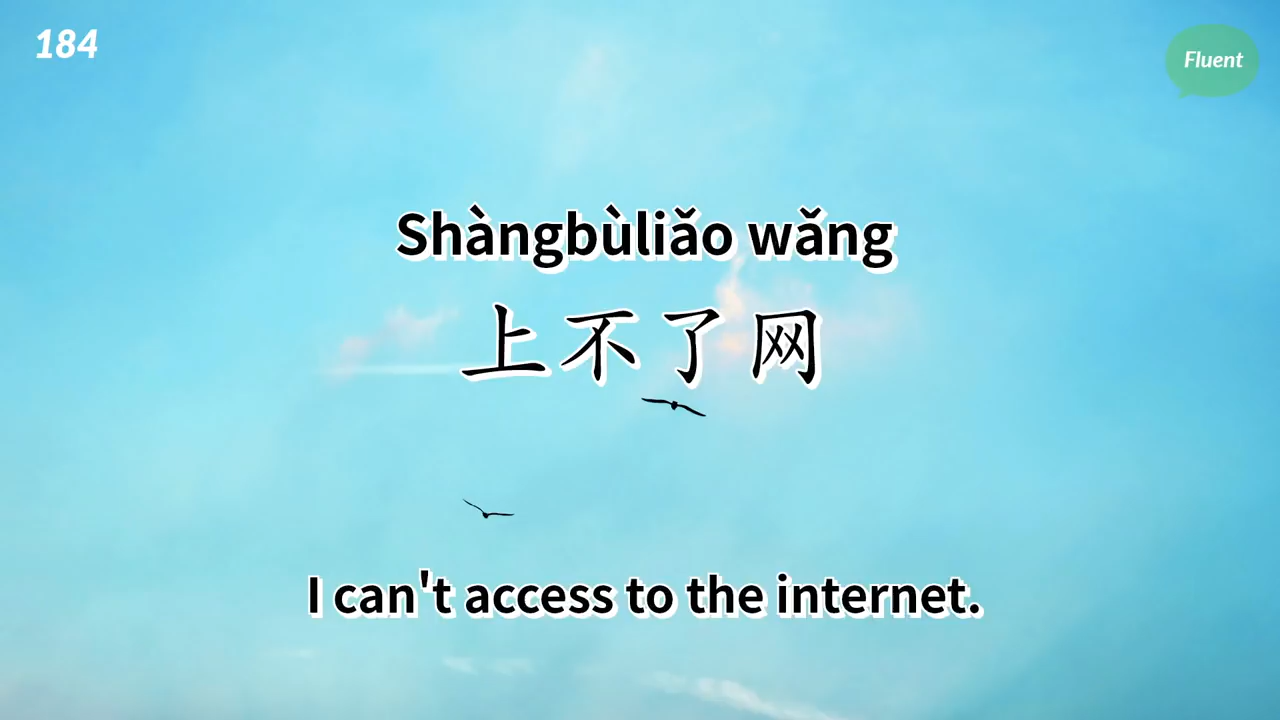 184
Fluent
Shàngbùliǎo wǎng
上不了网
I can't access to the internet.